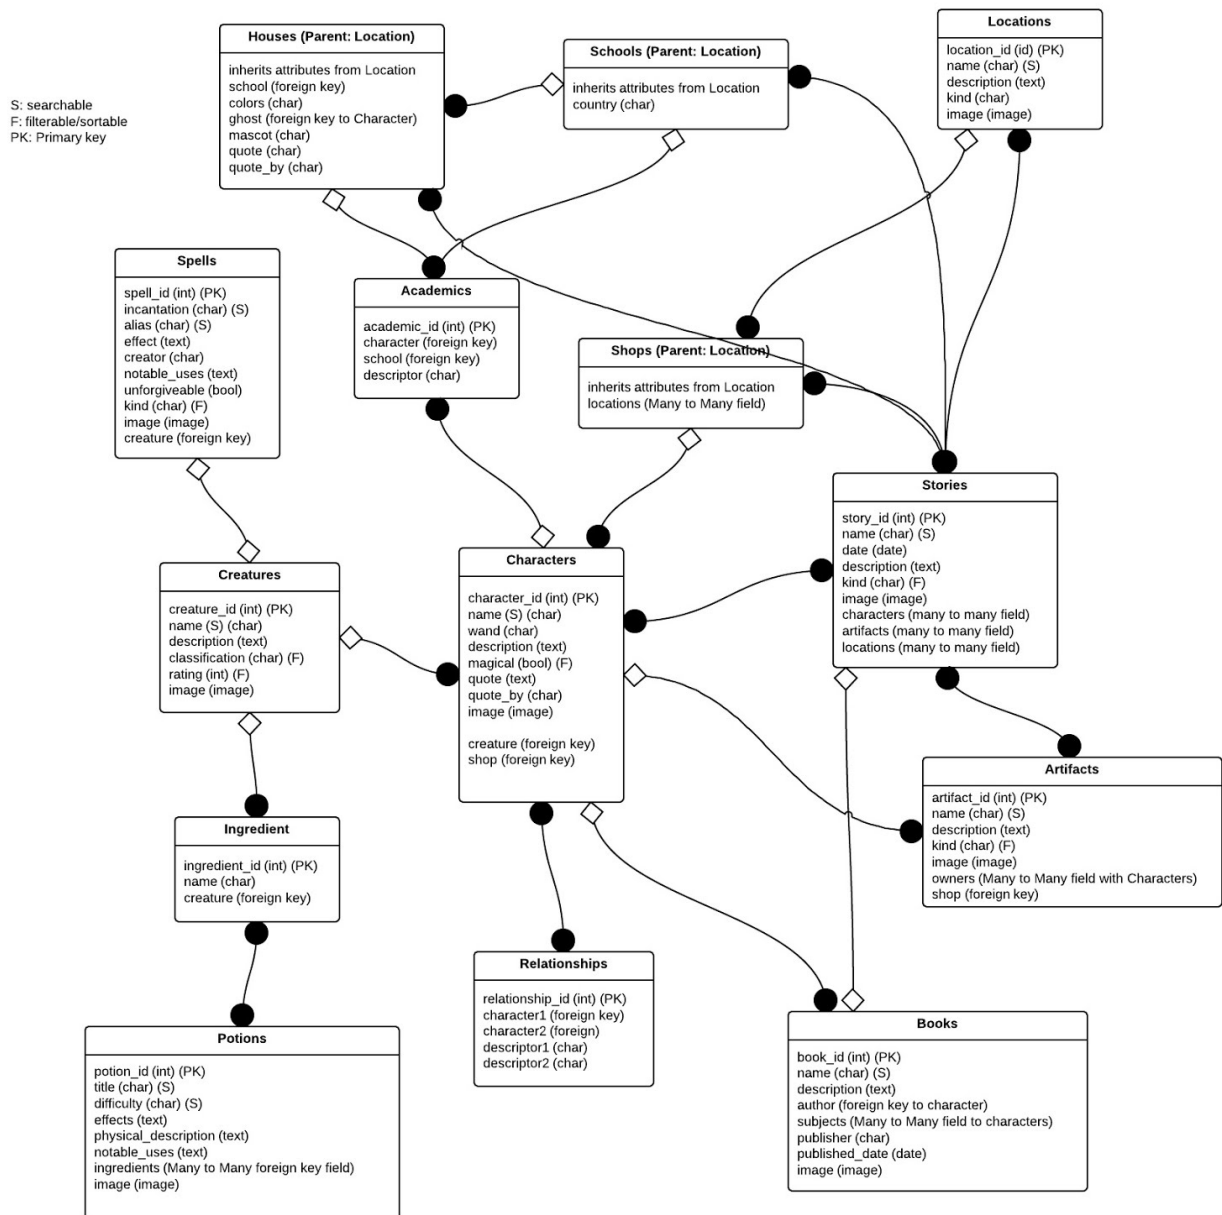 S: searchable
F: filterable/sortable
PK: Primary key
Houses (Parent: Location)
inherits attributes from Location
school (foreign key)
colors (char)
ghost (foreign key to Character)
mascot (char)
quote (char)
quote_by (char)
Schools (Parent: Location)
inherits attributes from Location
country (char)
Locations
location_id (id) (PK)
name (char) (S)
description (text)
kind (char)
image (image)
Spells
spell_id (int) (PK)
incantation (char) (S)
alias (char) (S)
effect (text)
creator (char)
notable_uses (text)
unforgiveable (bool)
kind (char) (F)
image (image)
creature (foreign key)
Academics
academic_id (int) (PK)
character (foreign key)
school (foreign key)
descriptor (char)
Shops (Parent: Location)
inherits attributes from Location
locations (Many to Many field)
Stories
story_id (int) (PK)
name (char) (S)
date (date)
description (text)
kind (char) (F)
image (image)
characters (many to many field)
artifacts (many to many field)
locations (many to many field)
Creatures
creature_id (int) (PK)
name (S) (char)
description (text)
classification (char) (F)
rating (int) (F)
image (image)
Characters
character_id (int) (PK)
name (S) (char)
wand (char)
description (text)
magical (bool) (F)
quote (text)
quote_by (char)
image (image)
creature (foreign key)
shop (foreign key)
Artifacts
artifact_id (int) (PK)
name (char) (S)
description (text)
kind (char) (F)
image (image)
owners (Many to Many field with Characters)
shop (foreign key)
Ingredient
ingredient_id (int) (PK)
name (char)
creature (foreign key)
Relationships
relationship_id (int) (PK)
character1 (foreign key)
character2 (foreign)
descriptor1 (char)
descriptor2 (char)
Books
book_id (int) (PK)
name (char) (S)
description (text)
author (foreign key to character)
subjects (Many to Many field to characters)
publisher (char)
published_date (date)
image (image)
Potions
potion_id (int) (PK)
title (char) (S)
difficulty (char) (S)
effects (text)
physical_description (text)
notable_uses (text)
ingredients (Many to Many foreign key field)
image (image)